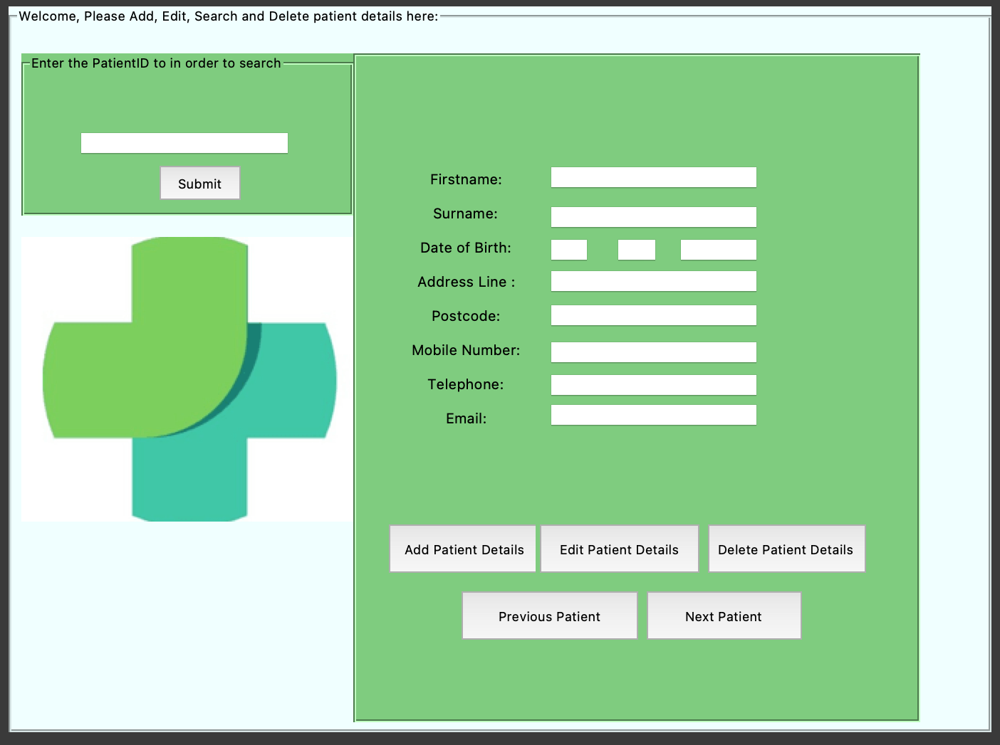 Welcome, Please Add, Edit, Search and Delete patient details here:
Enter the PatientID to in order to search
Submit
Firstname:
Surname:
Date of Birth:
Address Line :
Postcode:
Mobile Number:
Telephone:
Email:
Add Patient Details
Edit Patient Details
Delete Patient Details
Previous Patient
Next Patient